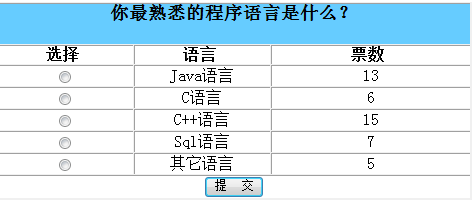 你最熟悉的程序语言是什么？
选择 语言 票数
Java语言 13
C语言 6
C++语言 15
Sql语言 7
其它语言 5
提 交